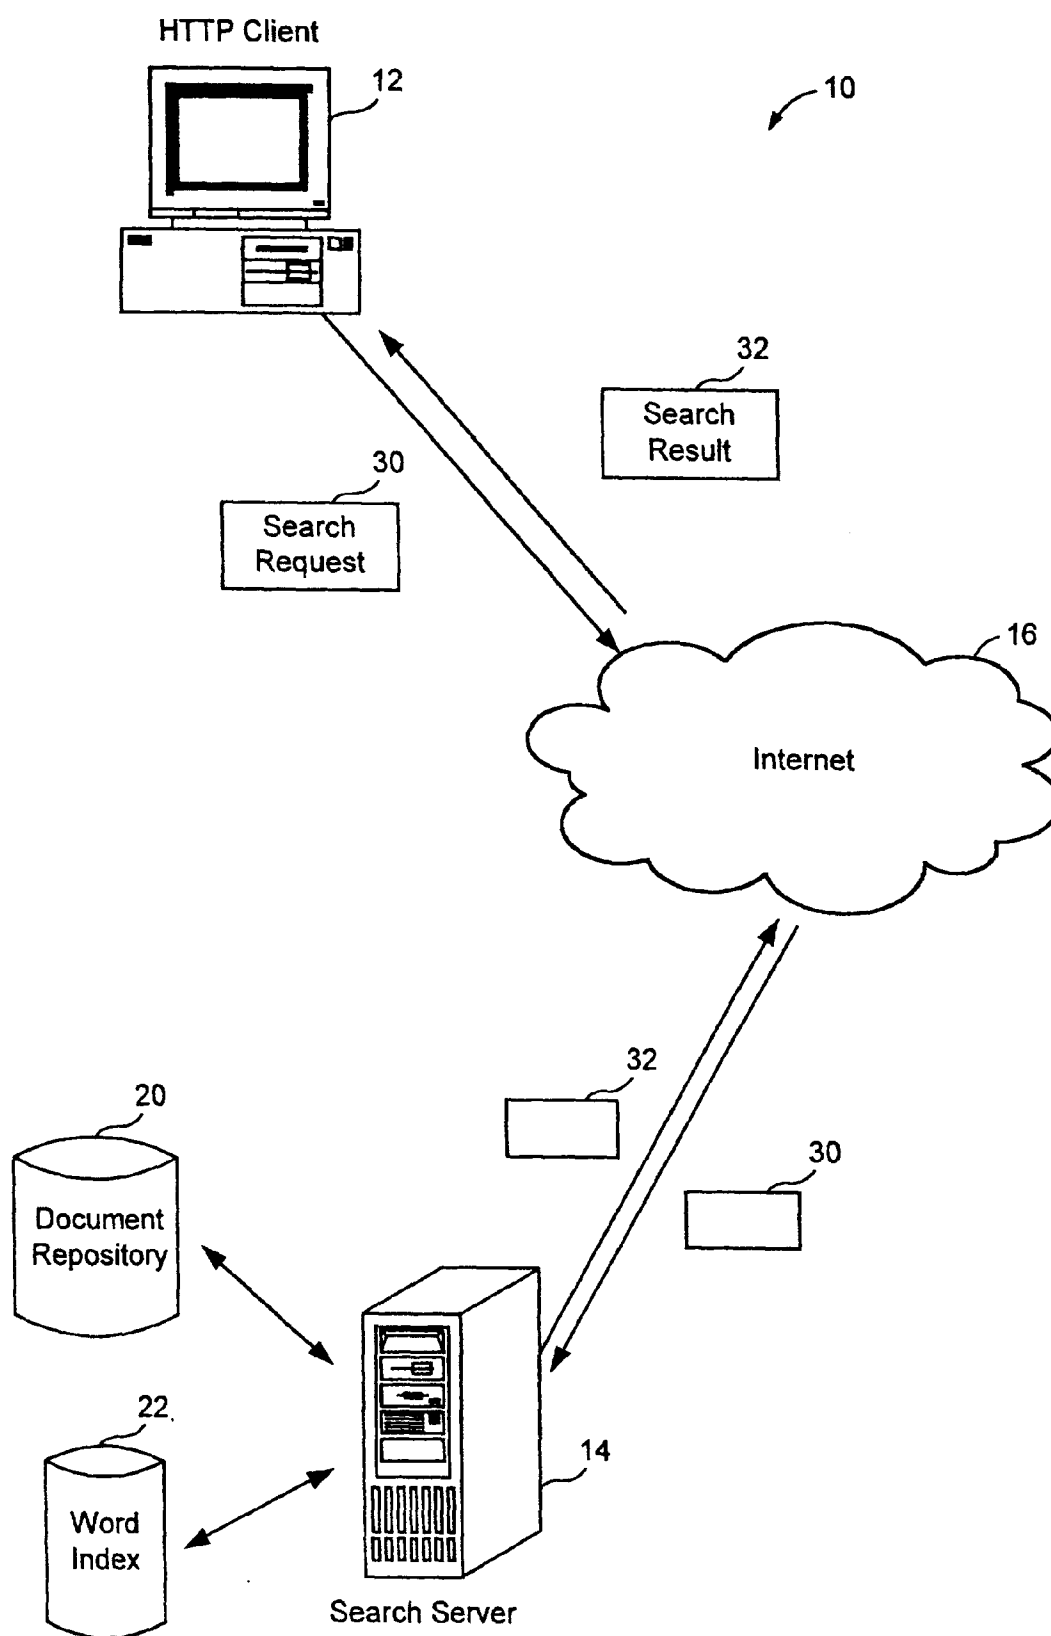 HTTP Client
12
10
32
Search
Result
30
Search
Request
16
Internet
32
30
20
Document
Repository
22
Word
Index
14
Search Server